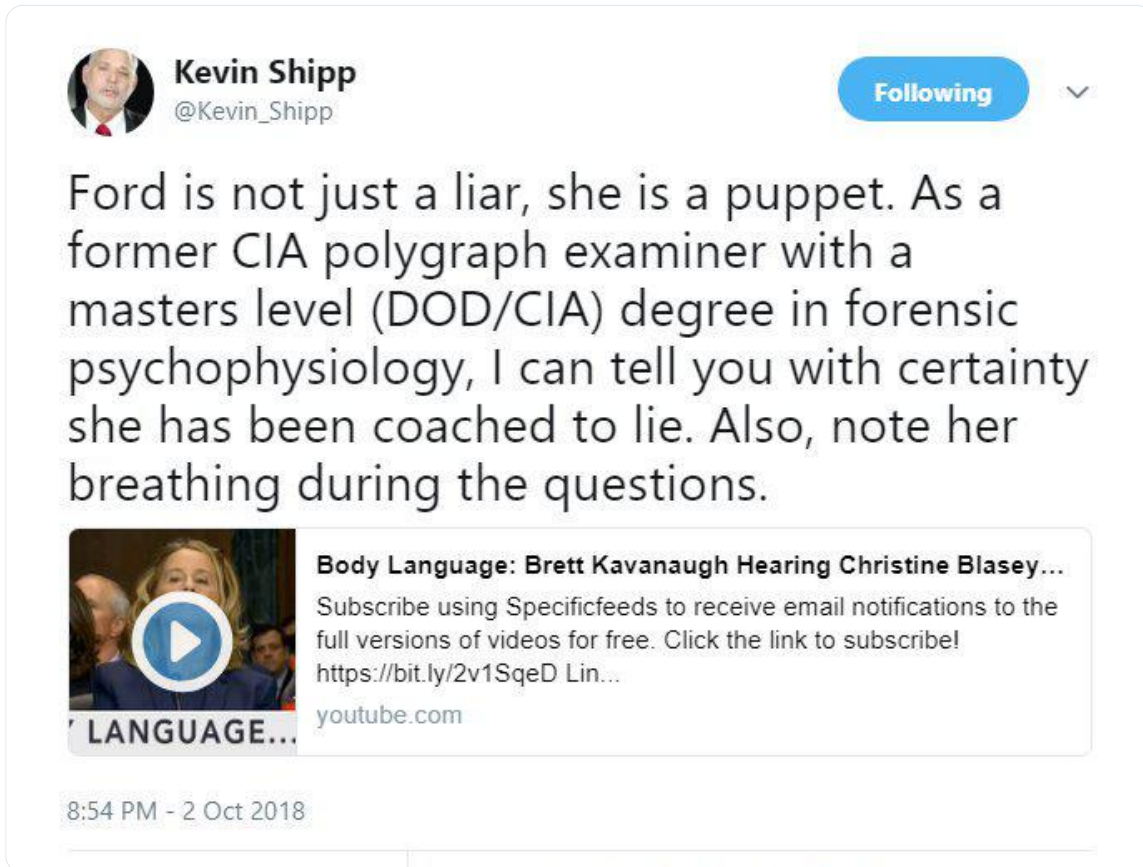 Kevin Shipp
@Kevin_Shipp
Following
Ford is not just a liar, she is a puppet. As a
former CIA polygraph examiner with a
masters level (DOD/CIA) degree in forensic
psychophysiology, I can tell you with certainty
she has been coached to lie. Also, note her
breathing during the questions.
LANGUAGE...
Body Language: Brett Kavanaugh Hearing Christine Blasey...
Subscribe using Specificfeeds to receive email notifications to the
full versions of videos for free. Click the link to subscribe!
https://bit.ly/2v1SqeD Lin...
youtube.com
8:54 PM - 2 Oct 2018